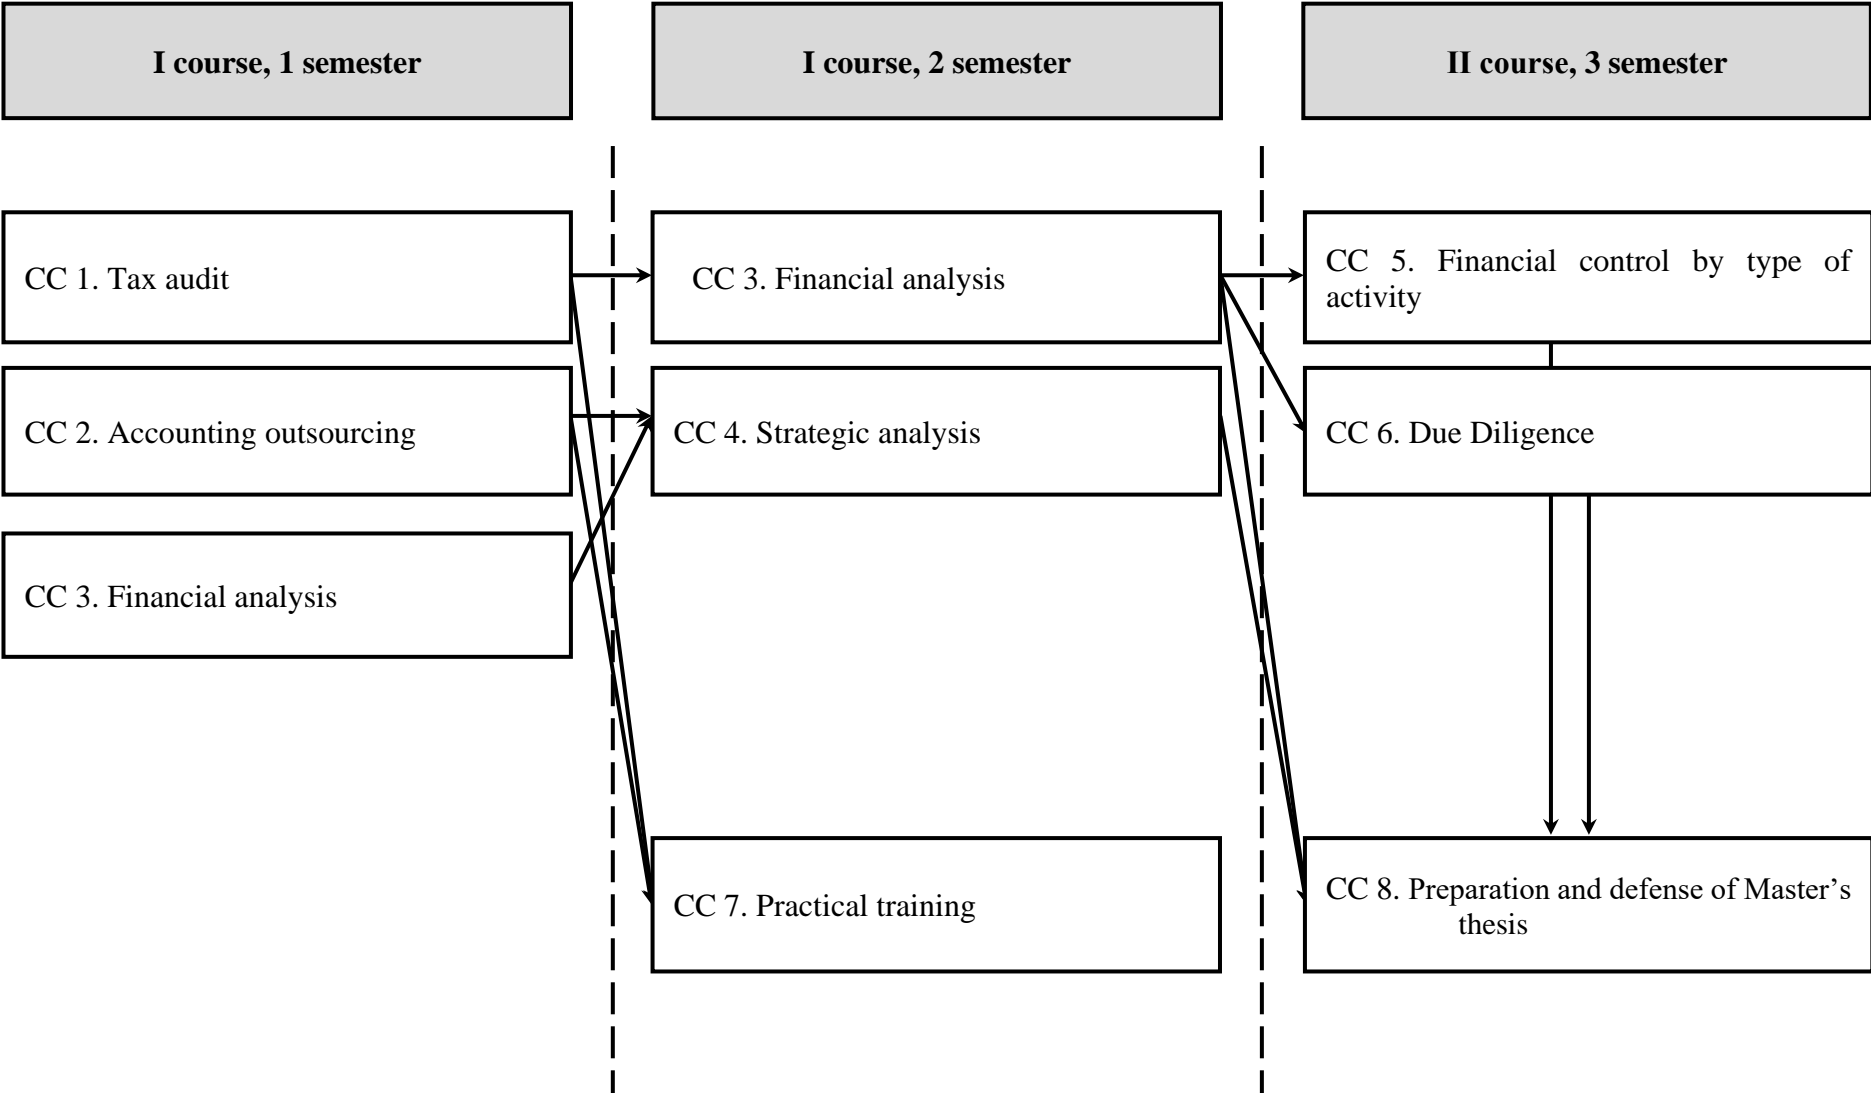 I course, 1 semester
I course, 2 semester
II course, 3 semester
CC 1. Tax audit
CC 3. Financial analysis
CC 5. Financial control by type of
activity
CC 2. Accounting outsourcing
CC 4. Strategic analysis
CC 6. Due Diligence
CC 3. Financial analysis
CC 7. Practical training
CC 8. Preparation and defense of Master’s
thesis